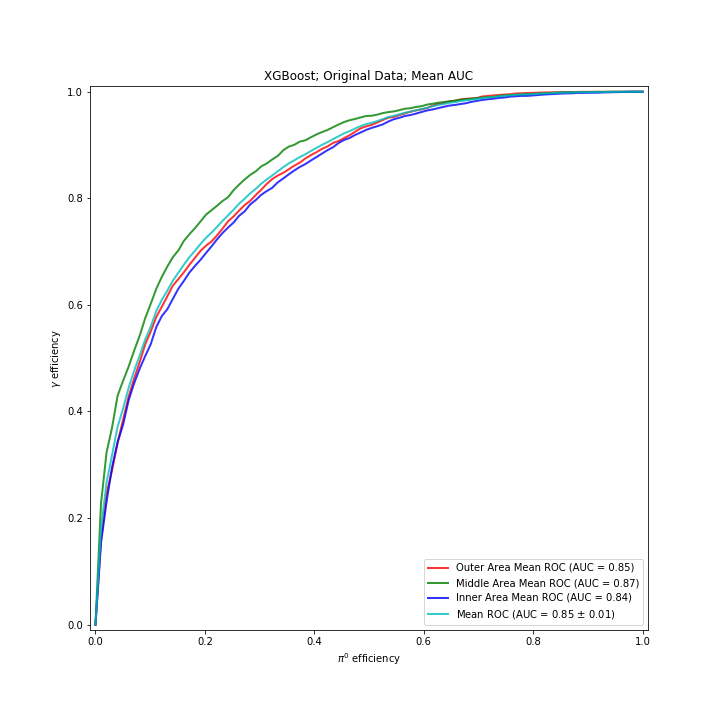 XGBoost; Original Data; Mean AUC
1.0
0.8
0.6
0.4
0.2
0.0
γ efficiency
Outer Area Mean ROC (AUC = 0.85)
Middle Area Mean ROC (AUC = 0.87)
Inner Area Mean ROC (AUC = 0.84)
Mean ROC (AUC = 0.85 ± 0.01)
0.0 0.2 0.4 0.6 0.8 1.0
π⁰ efficiency